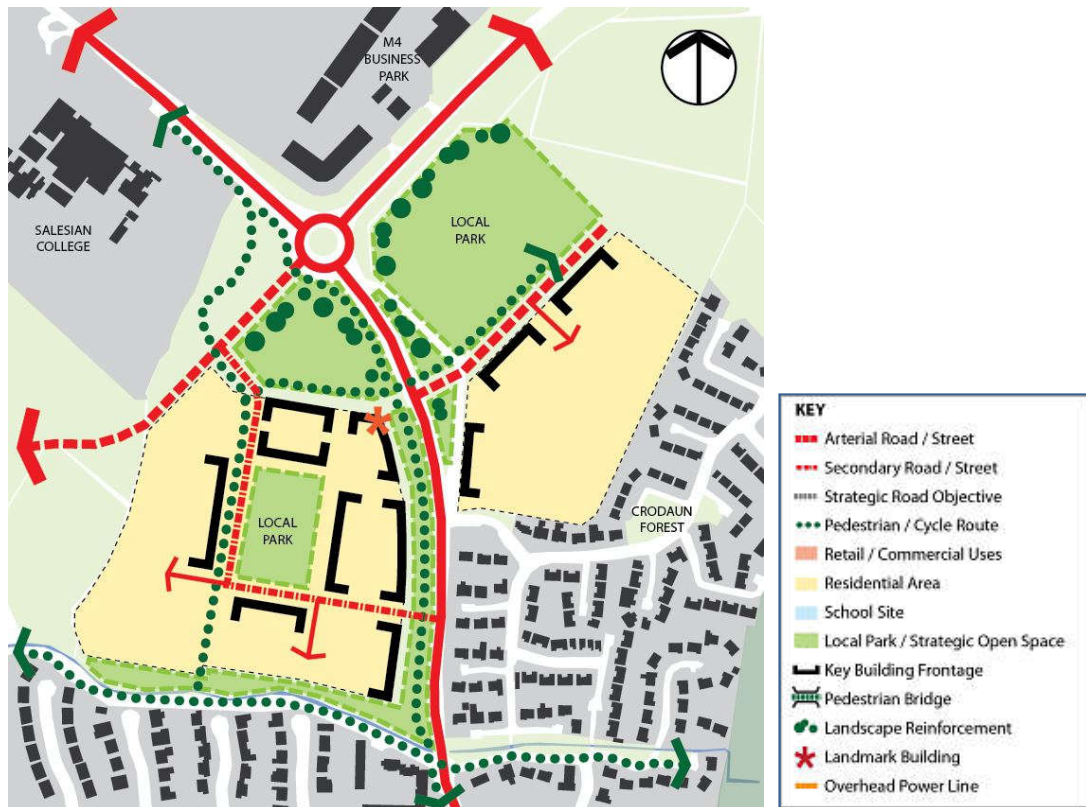 M4
BUSINESS
PARK
SALESIAN
COLLEGE
LOCAL
PARK
LOCAL
PARK
CRODAUN
FOREST
KEY
Arterial Road / Street
Secondary Road / Street
Strategic Road Objective
Pedestrian / Cycle Route
Retail / Commercial Uses
Residential Area
School Site
Local Park / Strategic Open Space
Key Building Frontage
Pedestrian Bridge
Landscape Reinforcement
Landmark Building
Overhead Power Line